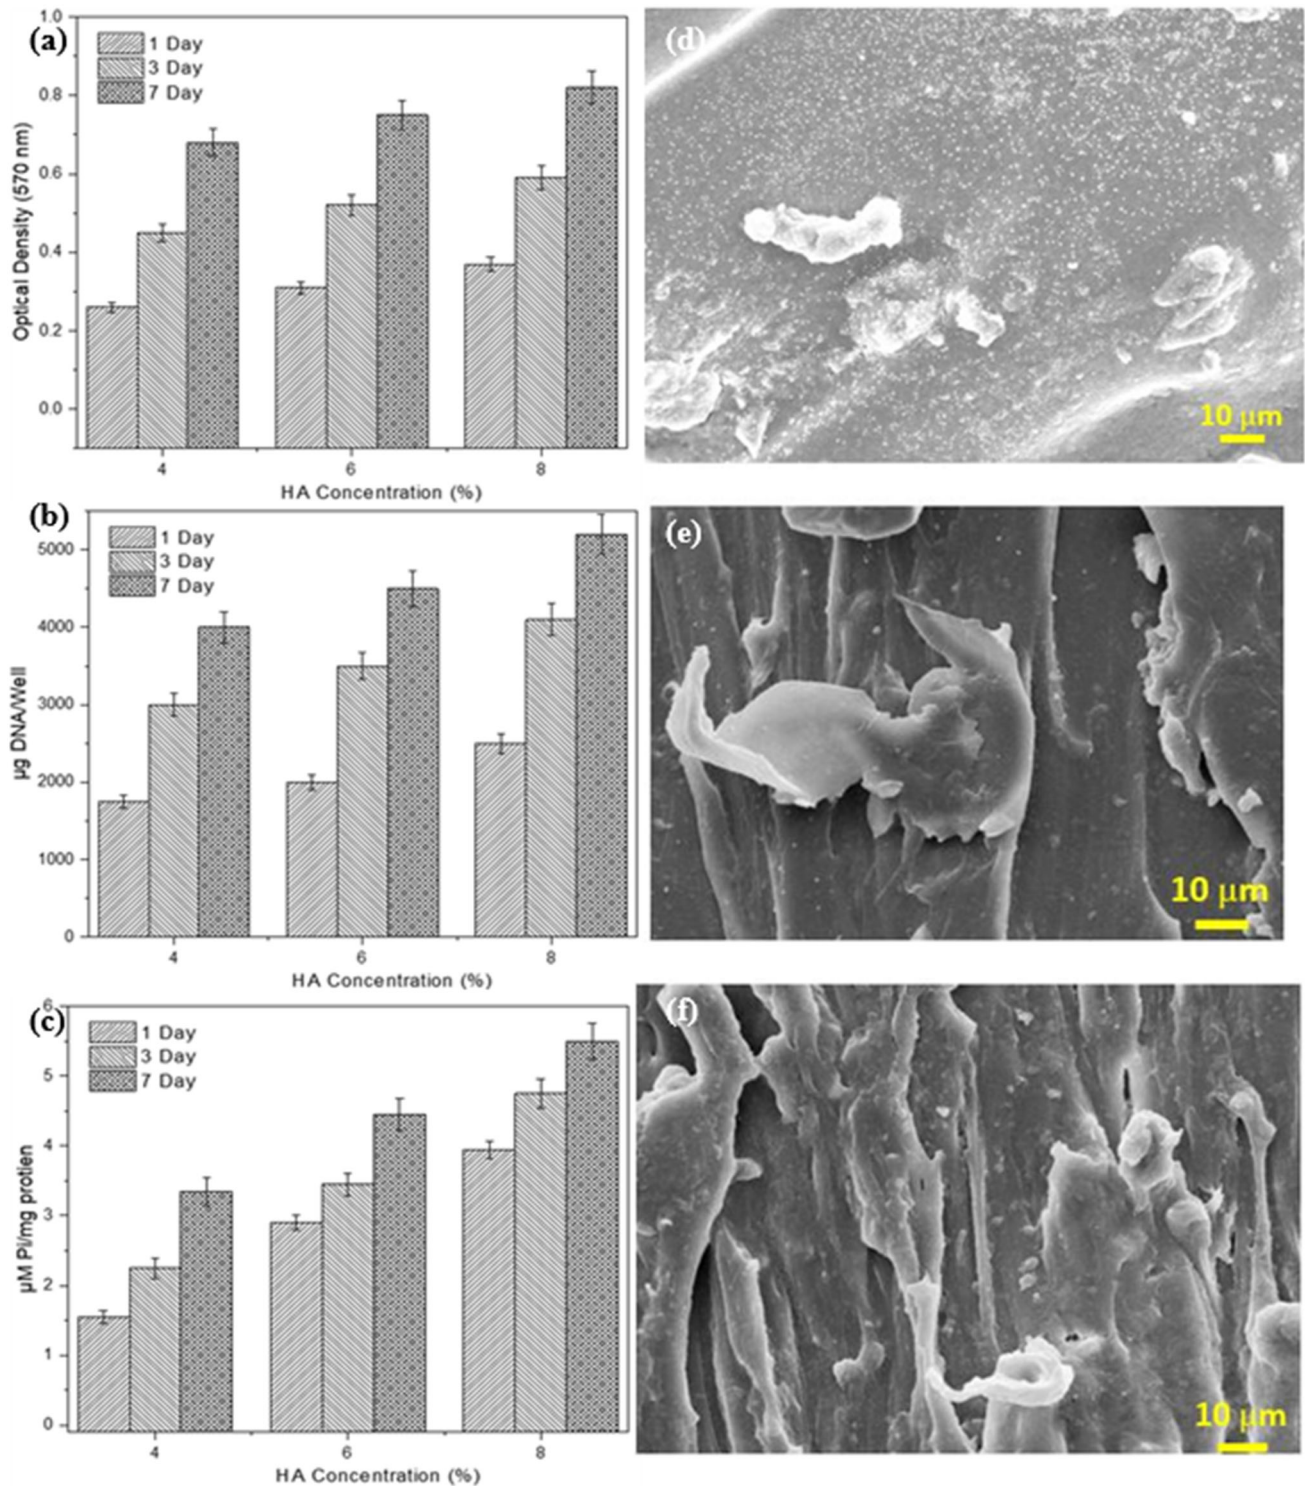 (a)
1 Day
3 Day
7 Day
1.0
0.8
0.6
0.4
0.2
0.0
Optical Density (570 nm)
4 6 8
HA Concentration (%)
(d)
10 µm
(b)
1 Day
3 Day
7 Day
5000
4000
3000
2000
1000
0
µg DNA/Well
4 6 8
HA Concentration (%)
(e)
10 µm
(c)
1 Day
3 Day
7 Day
6
5
4
3
2
1
0
µM Pi/mg protien
4 6 8
HA Concentration (%)
(f)
10 µm